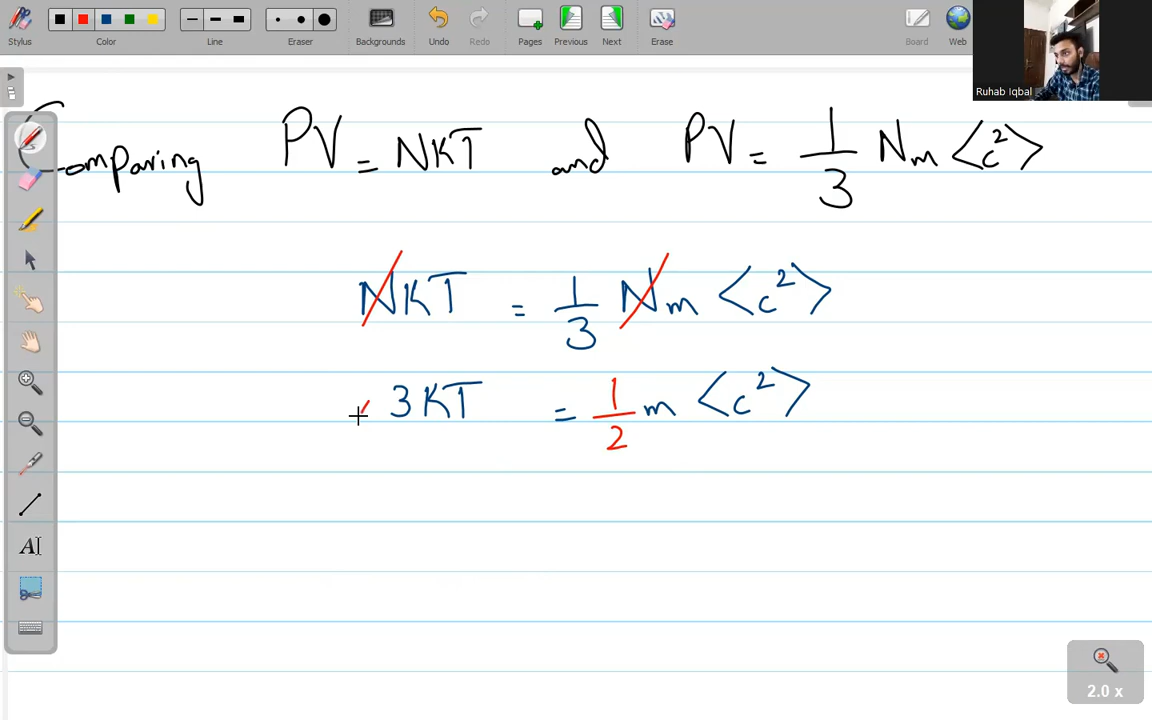 Stylus Color Line Eraser Backgrounds Undo Redo Pages Previous Next Erase Board Web
Ruhab Iqbal
Comparing PV = NKT and PV = 1/3 Nm <c²>
NKT = 1/3 Nm <c²>
3KT = 1/2 m <c²>
AI
2.0 x